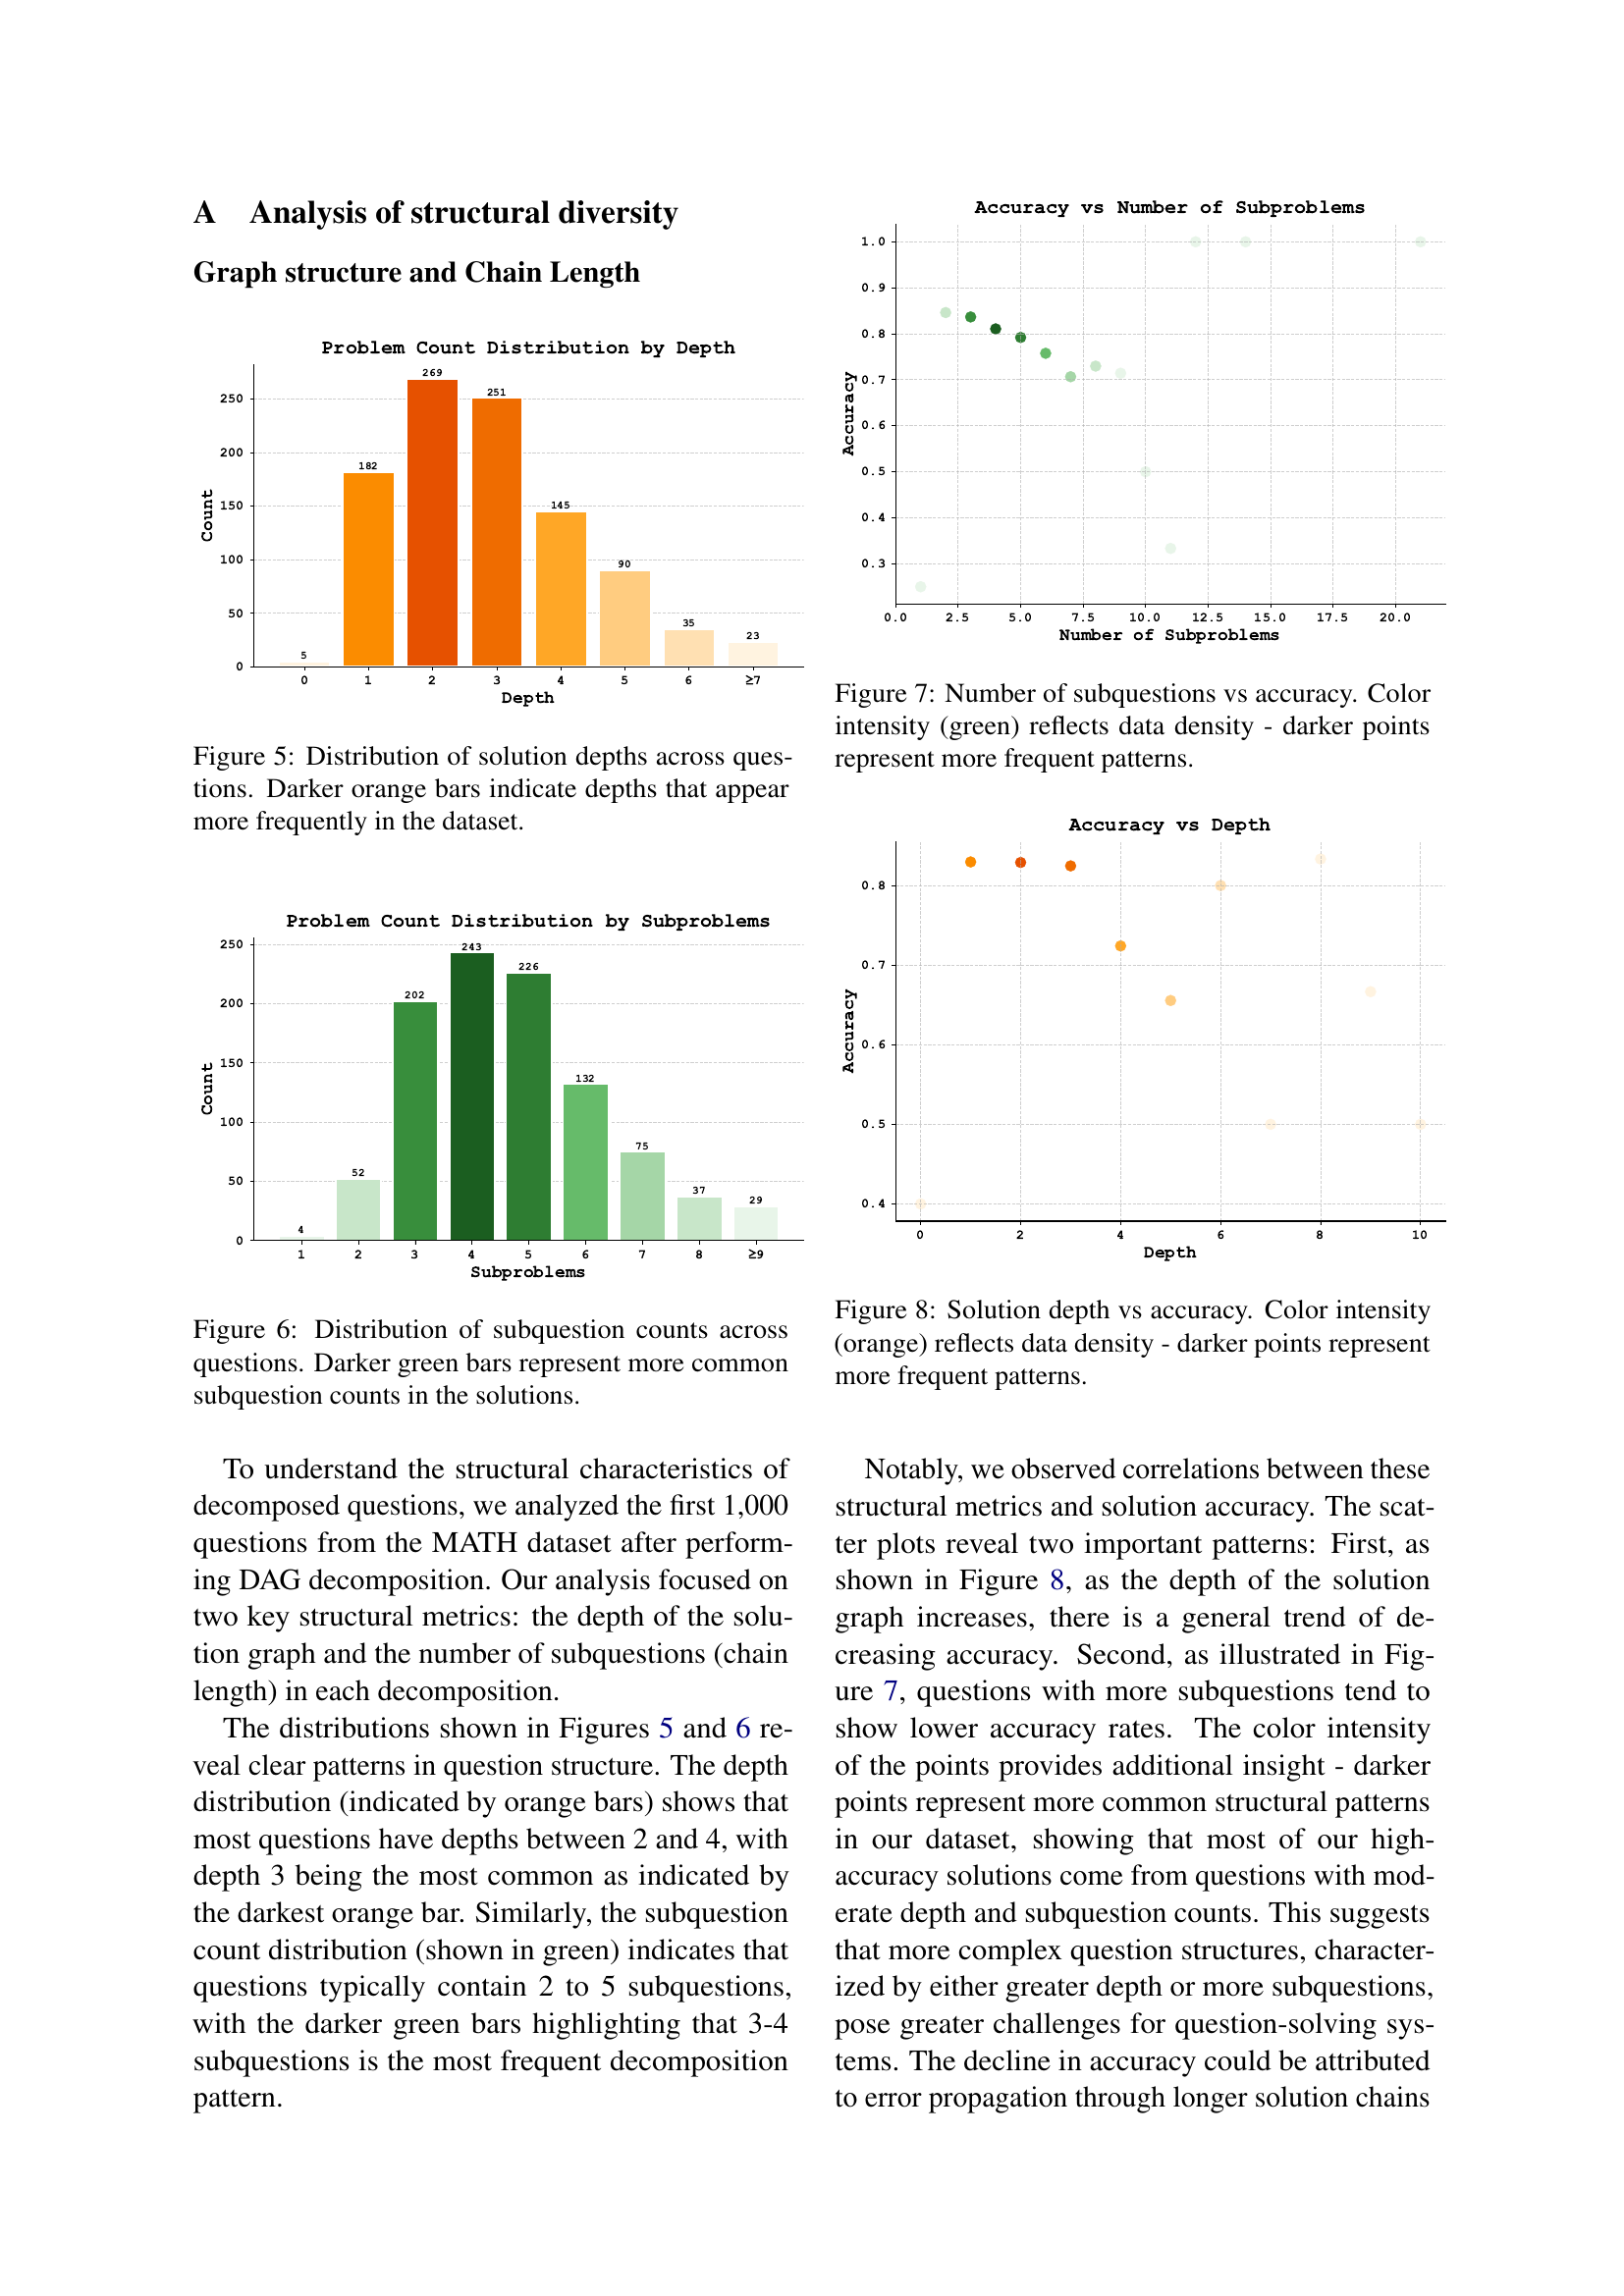 A Analysis of structural diversity
Graph structure and Chain Length
Problem Count Distribution by Depth
250
200
150
100
50
0
Count
5
182
269
251
145
90
35
23
0 1 2 3 4 5 6 ≥7
Depth
Figure 5: Distribution of solution depths across ques-
tions. Darker orange bars indicate depths that appear
more frequently in the dataset.
Problem Count Distribution by Subproblems
250
200
150
100
50
0
Count
4
52
202
243
226
132
75
37
29
1 2 3 4 5 6 7 8 ≥9
Subproblems
Figure 6: Distribution of subquestion counts across
questions. Darker green bars represent more common
subquestion counts in the solutions.
To understand the structural characteristics of
decomposed questions, we analyzed the first 1,000
questions from the MATH dataset after perform-
ing DAG decomposition. Our analysis focused on
two key structural metrics: the depth of the solu-
tion graph and the number of subquestions (chain
length) in each decomposition.
The distributions shown in Figures 5 and 6 re-
veal clear patterns in question structure. The depth
distribution (indicated by orange bars) shows that
most questions have depths between 2 and 4, with
depth 3 being the most common as indicated by
the darkest orange bar. Similarly, the subquestion
count distribution (shown in green) indicates that
questions typically contain 2 to 5 subquestions,
with the darker green bars highlighting that 3-4
subquestions is the most frequent decomposition
pattern.
Accuracy vs Number of Subproblems
1.0
0.9
0.8
0.7
0.6
0.5
0.4
0.3
Accuracy
0.0 2.5 5.0 7.5 10.0 12.5 15.0 17.5 20.0
Number of Subproblems
Figure 7: Number of subquestions vs accuracy. Color
intensity (green) reflects data density - darker points
represent more frequent patterns.
Accuracy vs Depth
0.8
0.7
0.6
0.5
0.4
Accuracy
0 2 4 6 8 10
Depth
Figure 8: Solution depth vs accuracy. Color intensity
(orange) reflects data density - darker points represent
more frequent patterns.
Notably, we observed correlations between these
structural metrics and solution accuracy. The scat-
ter plots reveal two important patterns: First, as
shown in Figure 8, as the depth of the solution
graph increases, there is a general trend of de-
creasing accuracy. Second, as illustrated in Fig-
ure 7, questions with more subquestions tend to
show lower accuracy rates. The color intensity
of the points provides additional insight - darker
points represent more common structural patterns
in our dataset, showing that most of our high-
accuracy solutions come from questions with mod-
erate depth and subquestion counts. This suggests
that more complex question structures, character-
ized by either greater depth or more subquestions,
pose greater challenges for question-solving sys-
tems. The decline in accuracy could be attributed
to error propagation through longer solution chains